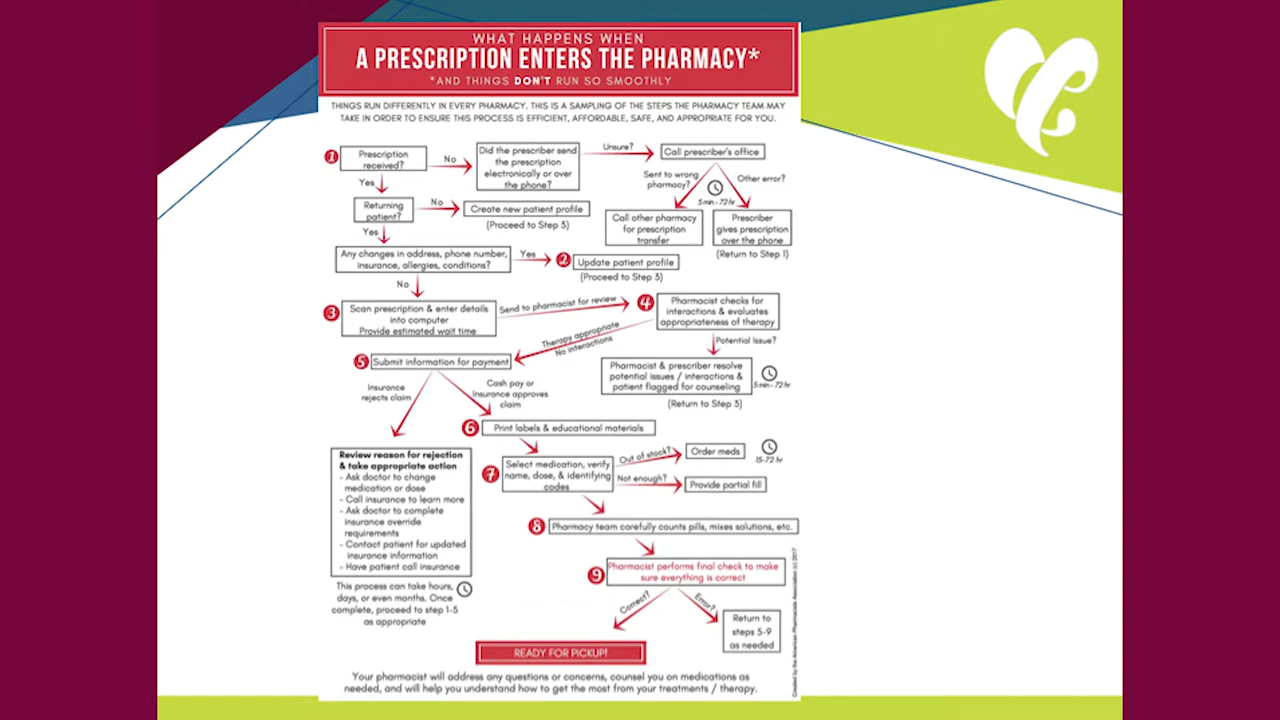 WHAT HAPPENS WHEN
A PRESCRIPTION ENTERS THE PHARMACY*
*AND THINGS DON'T RUN SO SMOOTHLY
THINGS RUN DIFFERENTLY IN EVERY PHARMACY. THIS IS A SAMPLING OF THE STEPS THE PHARMACY TEAM MAY
TAKE IN ORDER TO ENSURE THIS PROCESS IS EFFICIENT, AFFORDABLE, SAFE, AND APPROPRIATE FOR YOU.
1
Prescription
received?
No
Did the prescriber send
the prescription
electronically or over
the phone?
Unsure?
Call prescriber's office
Sent to wrong
pharmacy?
Other error?
5 min- 72 hr
Yes
Returning
patient?
No
Create new patient profile
(Proceed to Step 3)
Call other pharmacy
for prescription
transfer
Prescriber
gives prescription
over the phone
(Return to Step 1)
Yes
Any changes in address, phone number,
insurance, allergies, conditions?
Yes
2
Update patient profile
(Proceed to Step 3)
No
3
Scan prescription & enter details
into computer
Provide estimated wait time
Send to pharmacist for review
4
Pharmacist checks for
interactions & evaluates
appropriateness of therapy
Therapy appropriate
No interactions
Potential Issue?
Pharmacist & prescriber resolve
potential issues / interactions &
patient flagged for counseling
5 min- 72 hr
(Return to Step 3)
5
Submit information for payment
Insurance
rejects claim
Cash pay or
Insurance approves
claim
6
Print labels & educational materials
Review reason for rejection
& take appropriate action
- Ask doctor to change
medication or dose
- Call insurance to learn more
- Ask doctor to complete
insurance override
requirements
- Contact patient for updated
insurance information
- Have patient call insurance
This process can take hours,
days, or even months. Once
complete, proceed to step 1-5
as appropriate
7
Select medication, verify
name, dose, & identifying
codes
Out of stock?
Order meds
15-72 hr
Not enough?
Provide partial fill
8
Pharmacy team carefully counts pills, mixes solutions, etc.
9
Pharmacist performs final check to make
sure everything is correct
Correct?
Error?
Return to
steps 5-9
as needed
READY FOR PICKUP!
Your pharmacist will address any questions or concerns, counsel you on medications as
needed, and will help you understand how to get the most from your treatments / therapy.
Created by the American Pharmacists Association (c) 2017